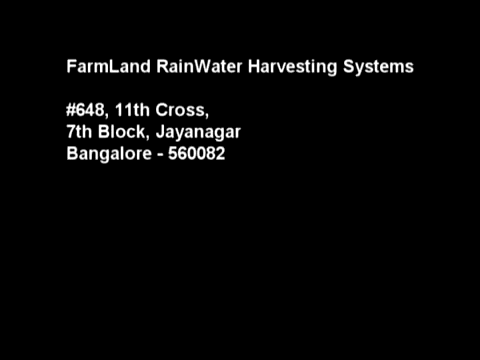 FarmLand RainWater Harvesting Systems
#648, 11th Cross,
7th Block, Jayanagar
Bangalore - 560082